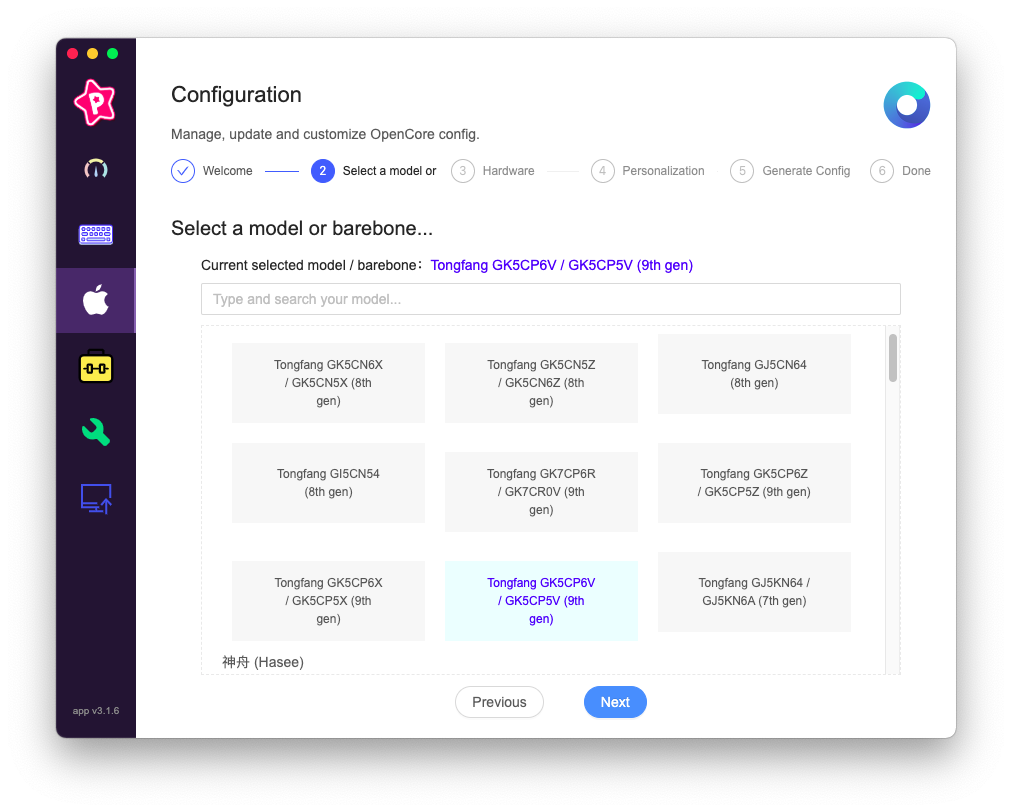 Configuration
Manage, update and customize OpenCore config.
Welcome
2 Select a model or
3 Hardware
4 Personalization
5 Generate Config
6 Done
Select a model or barebone...
Current selected model / barebone： Tongfang GK5CP6V / GK5CP5V (9th gen)
Type and search your model...
Tongfang GK5CN6X
/ GK5CN5X (8th
gen)
Tongfang GK5CN5Z
/ GK5CN6Z (8th
gen)
Tongfang GJ5CN64
(8th gen)
Tongfang GI5CN54
(8th gen)
Tongfang GK7CP6R
/ GK7CR0V (9th
gen)
Tongfang GK5CP6Z
/ GK5CP5Z (9th gen)
Tongfang GK5CP6X
/ GK5CP5X (9th
gen)
Tongfang GK5CP6V
/ GK5CP5V (9th
gen)
Tongfang GJ5KN64 /
GJ5KN6A (7th gen)
神舟 (Hasee)
Previous
Next
P
app v3.1.6